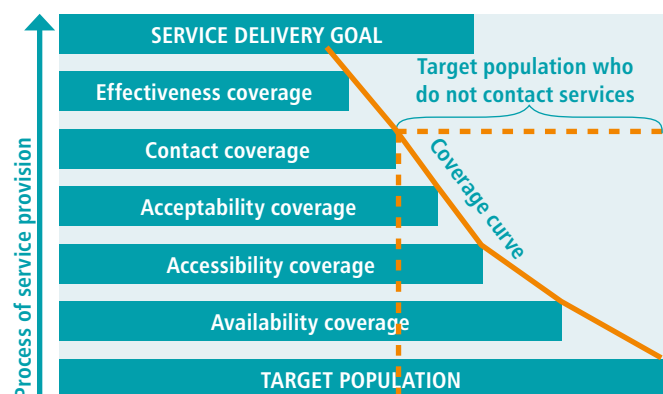 SERVICE DELIVERY GOAL
Target population who
do not contact services
Effectiveness coverage
Contact coverage
Coverage curve
Acceptability coverage
Accessibility coverage
Availability coverage
TARGET POPULATION
Process of service provision